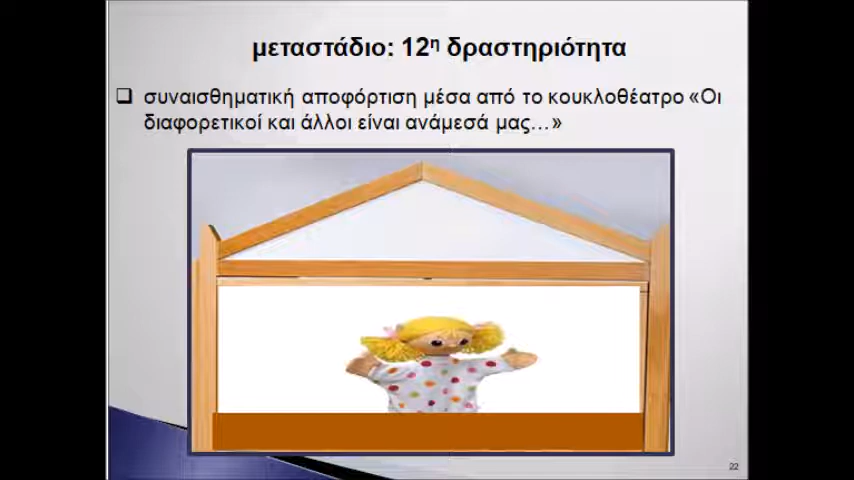 μεταστάδιο: 12η δραστηριότητα
συναισθηματική αποφόρτιση μέσα από το κουκλοθέατρο «Οι
διαφορετικοί και άλλοι είναι ανάμεσά μας…»
22